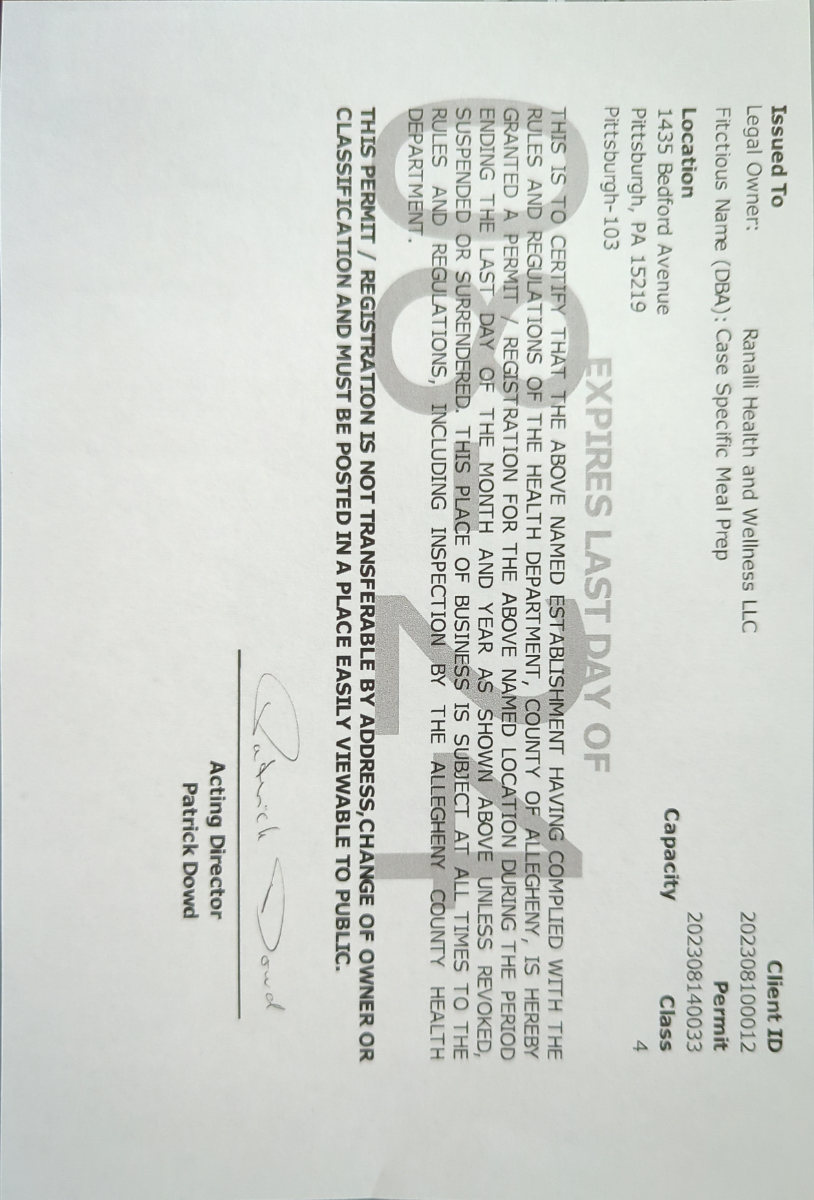 Issued To
Legal Owner: Ranalli Health and Wellness LLC
Fitctious Name (DBA): Case Specific Meal Prep
Location
1435 Bedford Avenue
Pittsburgh, PA 15219
Pittsburgh-103
Client ID
202308100012
Permit
202308140033
Capacity Class
4
EXPIRES LAST DAY OF
08 24
THIS IS TO CERTIFY THAT THE ABOVE NAMED ESTABLISHMENT HAVING COMPLIED WITH THE
RULES AND REGULATIONS OF THE HEALTH DEPARTMENT, COUNTY OF ALLEGHENY, IS HEREBY
GRANTED A PERMIT / REGISTRATION FOR THE ABOVE NAMED LOCATION DURING THE PERIOD
ENDING THE LAST DAY OF THE MONTH AND YEAR AS SHOWN ABOVE UNLESS REVOKED,
SUSPENDED OR SURRENDERED. THIS PLACE OF BUSINESS IS SUBJECT AT ALL TIMES TO THE
RULES AND REGULATIONS, INCLUDING INSPECTION BY THE ALLEGHENY COUNTY HEALTH
DEPARTMENT.
THIS PERMIT / REGISTRATION IS NOT TRANSFERABLE BY ADDRESS,CHANGE OF OWNER OR
CLASSIFICATION AND MUST BE POSTED IN A PLACE EASILY VIEWABLE TO PUBLIC.
Patrick Dowd
Acting Director
Patrick Dowd